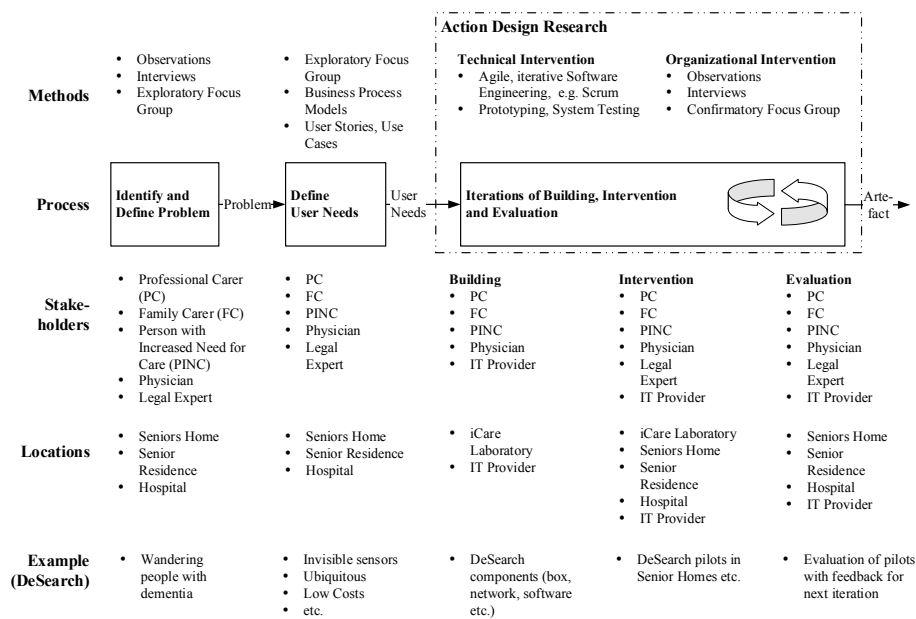 Action Design Research
Methods
• Observations
• Interviews
• Exploratory Focus
Group
• Exploratory Focus
Group
• Business Process
Models
• User Stories, Use
Cases
Technical Intervention
• Agile, iterative Software
Engineering, e.g. Scrum
• Prototyping, System Testing
Organizational Intervention
• Observations
• Interviews
• Confirmatory Focus Group
Process
Identify and
Define Problem
Problem
Define
User Needs
User
Needs
Iterations of Building, Intervention
and Evaluation
Arte-
fact
Stake-
holders
• Professional Carer
(PC)
• Family Carer (FC)
• Person with
Increased Need for
Care (PINC)
• Physician
• Legal Expert
• PC
• FC
• PINC
• Physician
• Legal
Expert
Building
• PC
• FC
• PINC
• Physician
• IT Provider
Intervention
• PC
• FC
• PINC
• Physician
• Legal
Expert
• IT Provider
Evaluation
• PC
• FC
• PINC
• Physician
• Legal
Expert
• IT Provider
Locations
• Seniors Home
• Senior
Residence
• Hospital
• Seniors Home
• Senior Residence
• Hospital
• iCare
Laboratory
• IT Provider
• iCare Laboratory
• Seniors Home
• Senior
Residence
• Hospital
• IT Provider
• Seniors Home
• Senior
Residence
• Hospital
• IT Provider
Example
(DeSearch)
• Wandering
people with
dementia
• Invisible sensors
• Ubiquitous
• Low Costs
• etc.
• DeSearch
components (box,
network, software
etc.)
• DeSearch pilots in
Senior Homes etc.
• Evaluation of pilots
with feedback for
next iteration